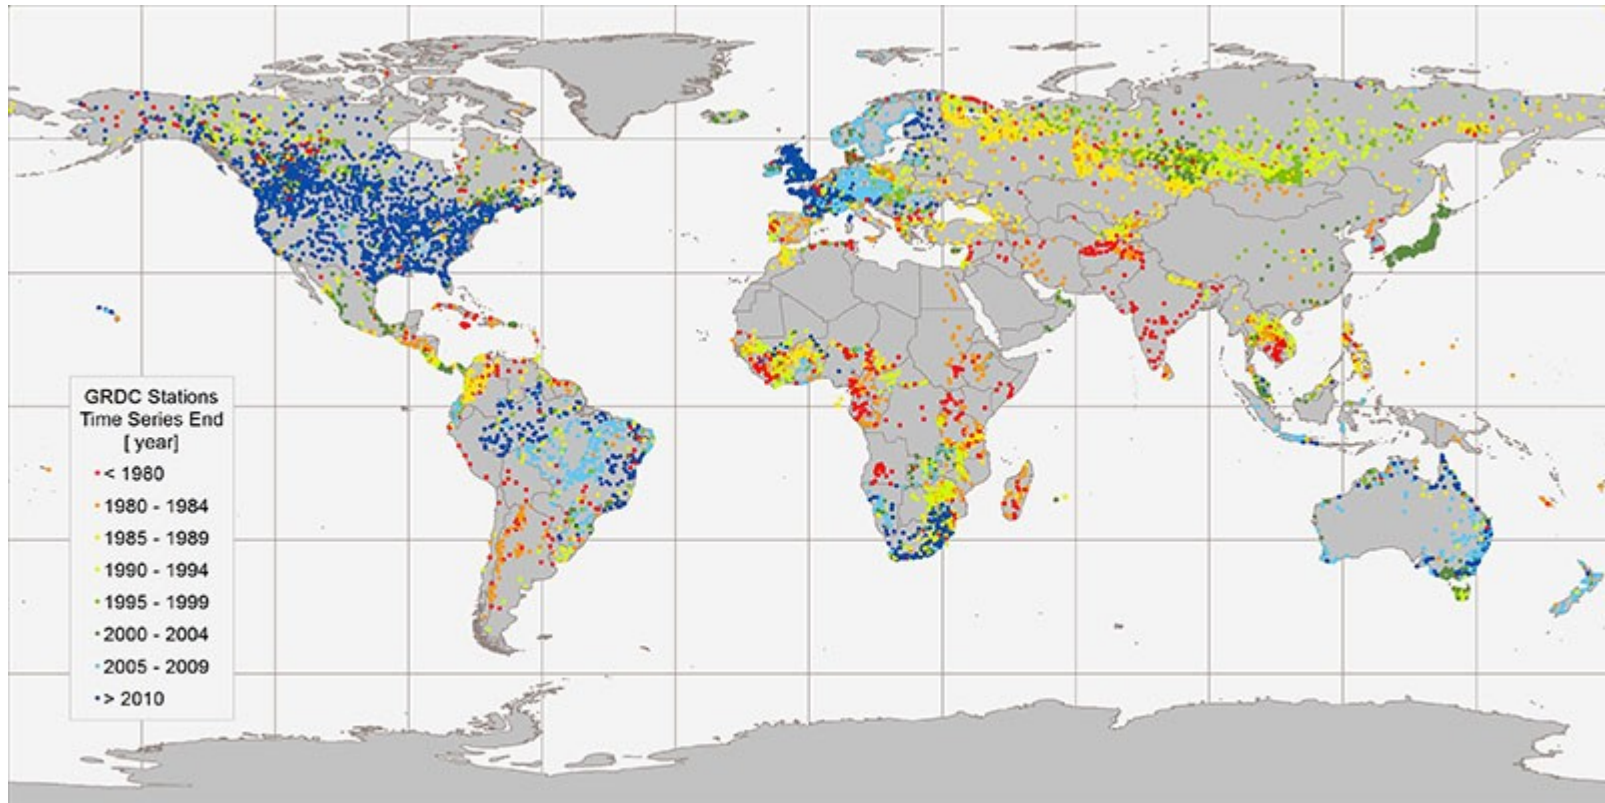 GRDC Stations
Time Series End
[ year]
< 1980
1980 - 1984
1985 - 1989
1990 - 1994
1995 - 1999
2000 - 2004
2005 - 2009
> 2010